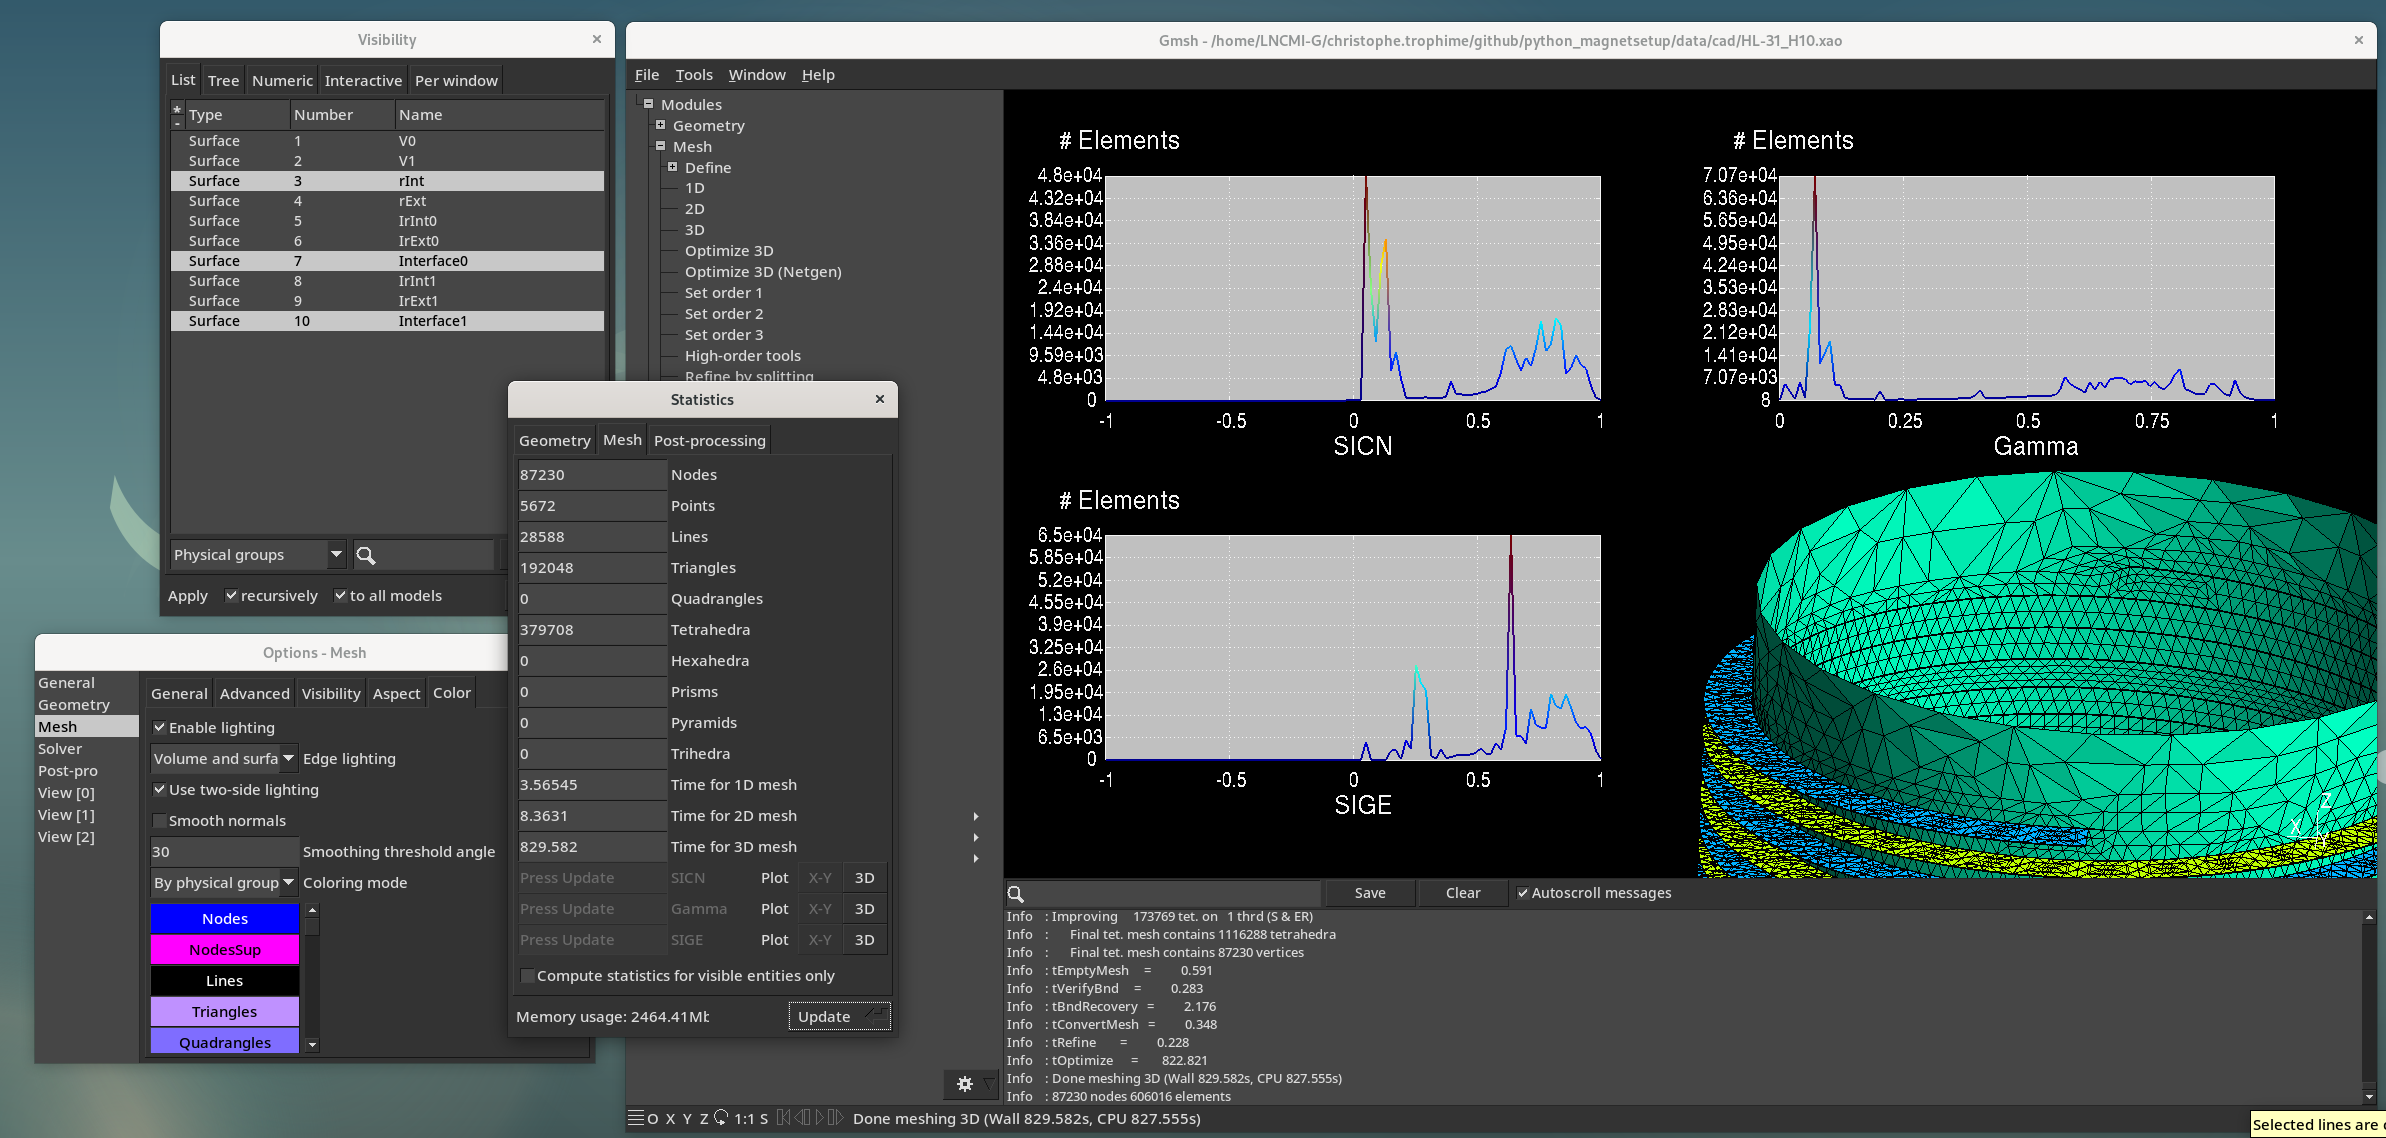 Visibility
List Tree Numeric Interactive Per window
* - Type Number Name
Surface 1 V0
Surface 2 V1
Surface 3 rInt
Surface 4 rExt
Surface 5 IrInt0
Surface 6 IrExt0
Surface 7 Interface0
Surface 8 IrInt1
Surface 9 IrExt1
Surface 10 Interface1
Physical groups
Apply recursively to all models
Options - Mesh
General
Geometry
Mesh
Solver
Post-pro
View [0]
View [1]
View [2]
General Advanced Visibility Aspect Color
Enable lighting
Volume and surfa Edge lighting
Use two-side lighting
Smooth normals
30 Smoothing threshold angle
By physical group Coloring mode
Nodes
NodesSup
Lines
Triangles
Quadrangles
Statistics
Geometry Mesh Post-processing
87230 Nodes
5672 Points
28588 Lines
192048 Triangles
0 Quadrangles
379708 Tetrahedra
0 Hexahedra
0 Prisms
0 Pyramids
0 Trihedra
3.56545 Time for 1D mesh
8.3631 Time for 2D mesh
829.582 Time for 3D mesh
Press Update SICN Plot X-Y 3D
Press Update Gamma Plot X-Y 3D
Press Update SIGE Plot X-Y 3D
Compute statistics for visible entities only
Memory usage: 2464.41Mb
Update
Gmsh - /home/LNCMI-G/christophe.trophime/github/python_magnetsetup/data/cad/HL-31_H10.xao
File Tools Window Help
Modules
Geometry
Mesh
Define
1D
2D
3D
Optimize 3D
Optimize 3D (Netgen)
Set order 1
Set order 2
Set order 3
High-order tools
Refine by splitting
# Elements
4.8e+04
4.32e+04
3.84e+04
3.36e+04
2.88e+04
2.4e+04
1.92e+04
1.44e+04
9.59e+03
4.8e+03
0
-1 -0.5 0 0.5 1
SICN
# Elements
7.07e+04
6.36e+04
5.65e+04
4.95e+04
4.24e+04
3.53e+04
2.83e+04
2.12e+04
1.41e+04
7.07e+03
8
0 0.25 0.5 0.75 1
Gamma
# Elements
6.5e+04
5.85e+04
5.2e+04
4.55e+04
3.9e+04
3.25e+04
2.6e+04
1.95e+04
1.3e+04
6.5e+03
0
-1 -0.5 0 0.5 1
SIGE
Z
X
Y
Save Clear Autoscroll messages
Info : Improving 173769 tet. on 1 thrd (S & ER)
Info : Final tet. mesh contains 1116288 tetrahedra
Info : Final tet. mesh contains 87230 vertices
Info : tEmptyMesh = 0.591
Info : tVerifyBnd = 0.283
Info : tBndRecovery = 2.176
Info : tConvertMesh = 0.348
Info : tRefine = 0.228
Info : tOptimize = 822.821
Info : Done meshing 3D (Wall 829.582s, CPU 827.555s)
Info : 87230 nodes 606016 elements
O X Y Z 1:1 S Done meshing 3D (Wall 829.582s, CPU 827.555s)
Selected lines are